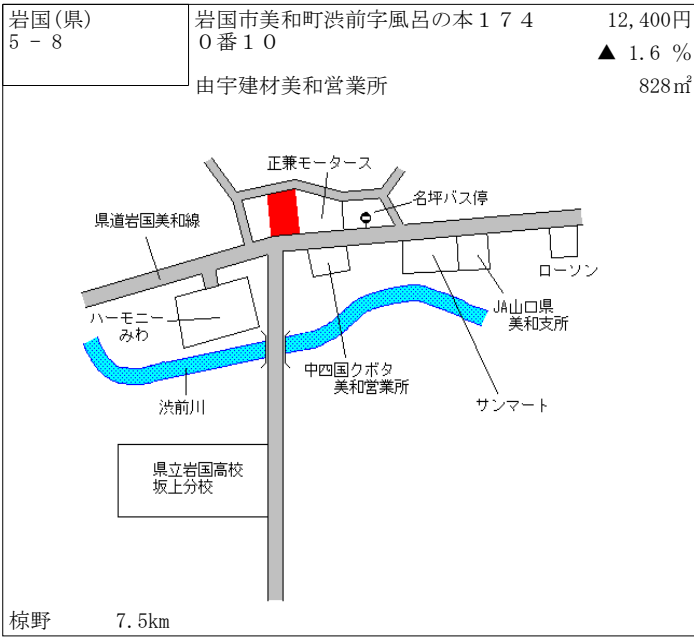 岩国(県)
5 - 8
岩国市美和町渋前字風呂の本174
0番10
由宇建材美和営業所
12,400円
▲ 1.6 %
828㎡
正兼モータース
名坪バス停
県道岩国美和線
ローソン
JA山口県
美和支所
ハーモニー
みわ
中四国クボタ
美和営業所
サンマート
渋前川
県立岩国高校
坂上分校
椋野 7.5km